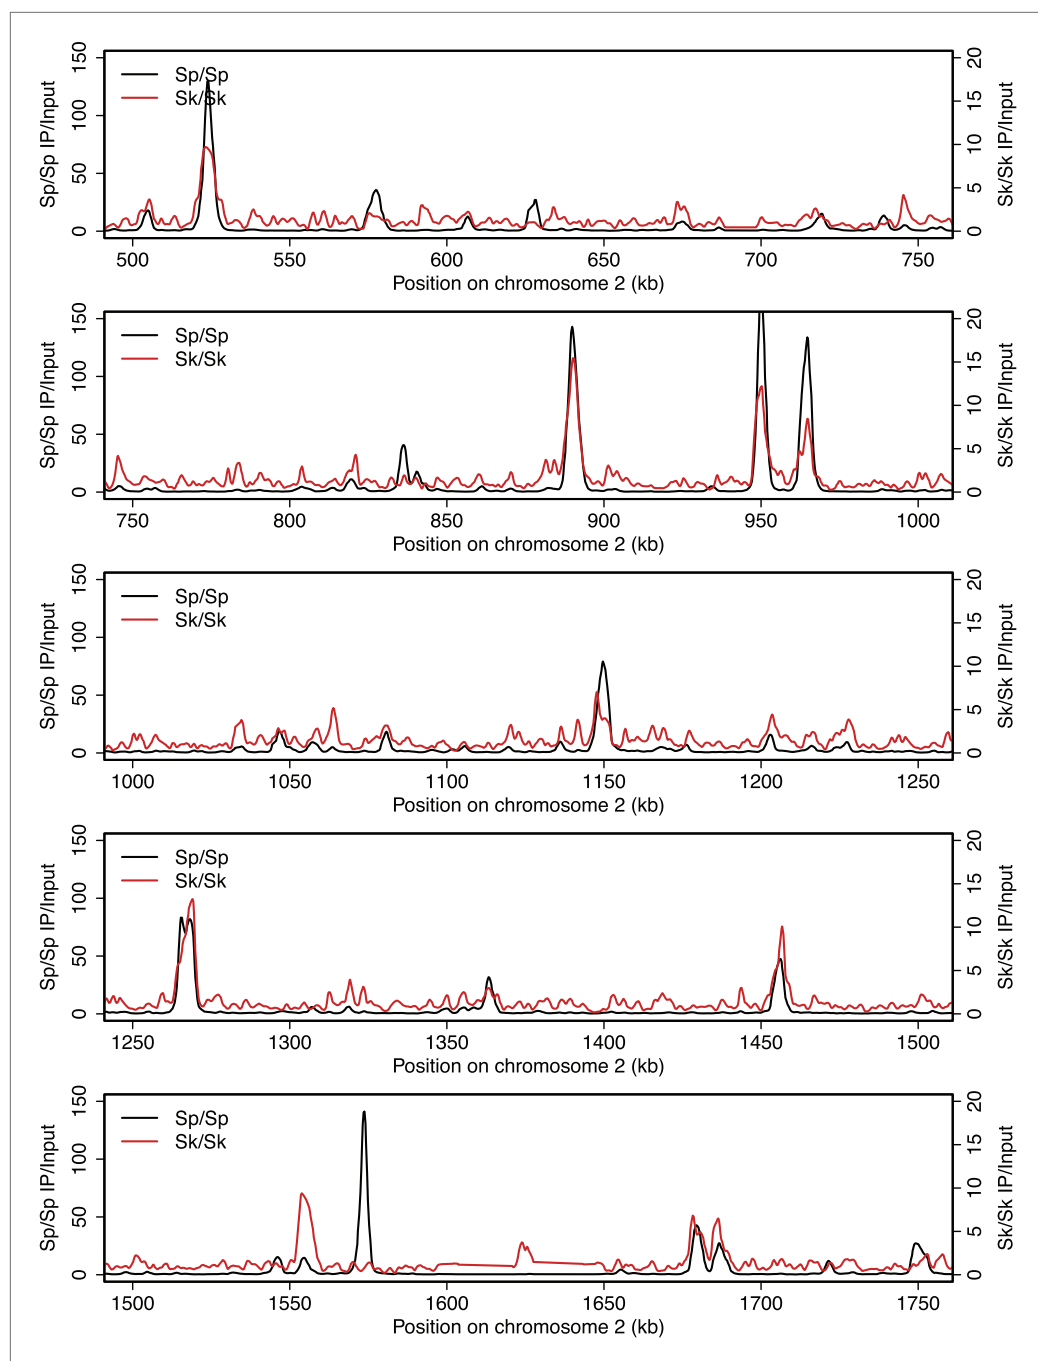 Sp/Sp
Sk/Sk
Sp/Sp IP/Input
0 50 100 150
Sk/Sk IP/Input
0 5 10 15 20
500 550 600 650 700 750
Position on chromosome 2 (kb)
Sp/Sp
Sk/Sk
Sp/Sp IP/Input
0 50 100 150
Sk/Sk IP/Input
0 5 10 15 20
750 800 850 900 950 1000
Position on chromosome 2 (kb)
Sp/Sp
Sk/Sk
Sp/Sp IP/Input
0 50 100 150
Sk/Sk IP/Input
0 5 10 15 20
1000 1050 1100 1150 1200 1250
Position on chromosome 2 (kb)
Sp/Sp
Sk/Sk
Sp/Sp IP/Input
0 50 100 150
Sk/Sk IP/Input
0 5 10 15 20
1250 1300 1350 1400 1450 1500
Position on chromosome 2 (kb)
Sp/Sp
Sk/Sk
Sp/Sp IP/Input
0 50 100 150
Sk/Sk IP/Input
0 5 10 15 20
1500 1550 1600 1650 1700 1750
Position on chromosome 2 (kb)